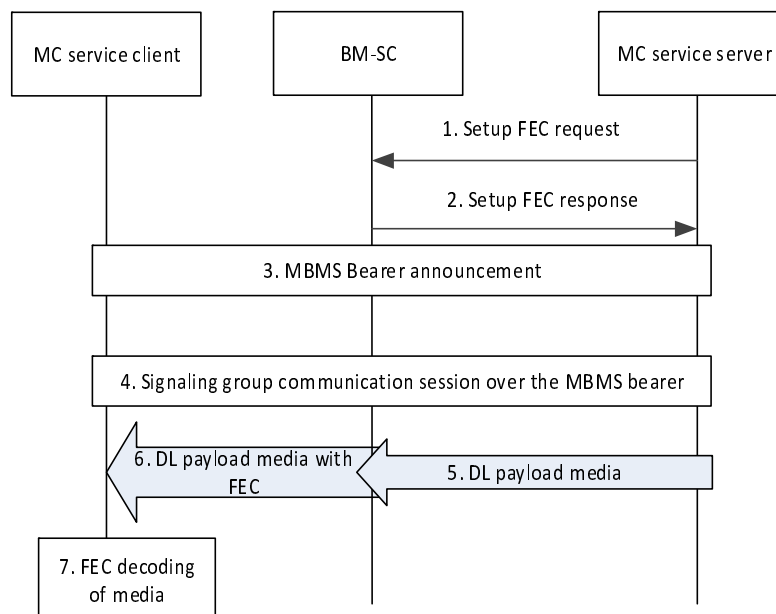 MC service client
BM-SC
MC service server
1. Setup FEC request
2. Setup FEC response
3. MBMS Bearer announcement
4. Signaling group communication session over the MBMS bearer
6. DL payload media with
FEC
5. DL payload media
7. FEC decoding
of media